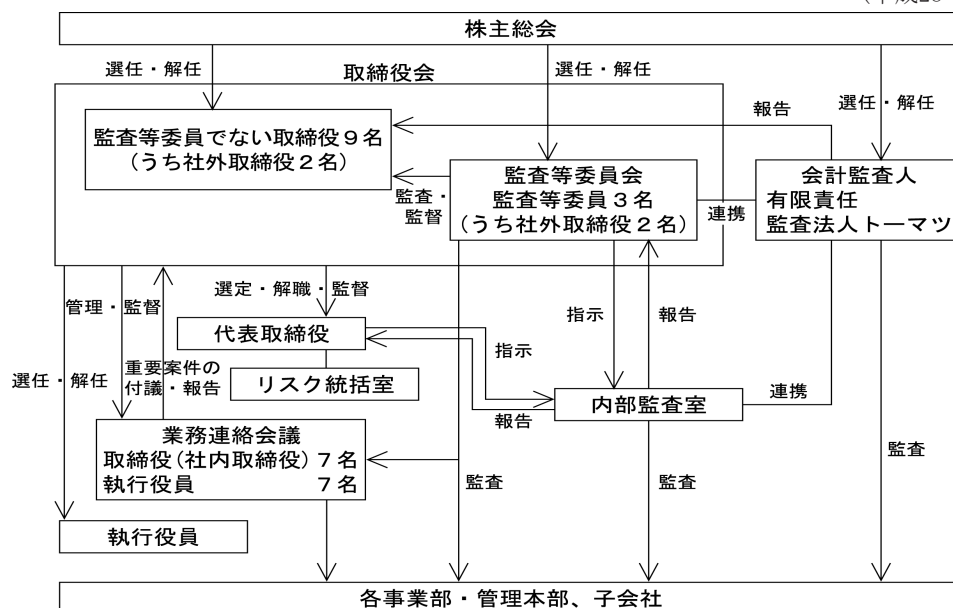 株主総会
選任・解任
取締役会
選任・解任
選任・解任
報告
監査等委員でない取締役９名
(うち社外取締役２名)
監査・
監督
監査等委員会
監査等委員３名
(うち社外取締役２名)
連携
会計監査人
有限責任
監査法人トーマツ
管理・監督
選定・解職・監督
代表取締役
指示
指示
報告
選任・解任
重要案件の
付議・報告
リスク統括室
内部監査室
連携
報告
業務連絡会議
取締役(社内取締役)７名
執行役員 ７名
監査
監査
監査
執行役員
各事業部・管理本部、子会社